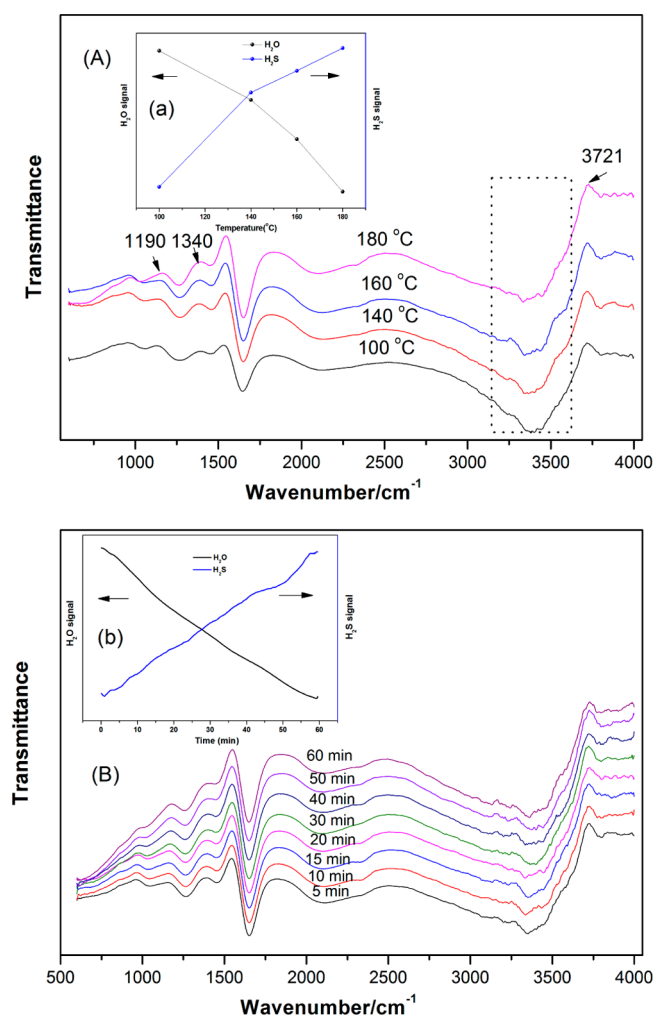 (A)
H₂O
H₂S
(a)
H₂O signal
H₂S signal
100 120 140 160 180
Temperature(°C)
3721
1190 1340
180 °C
160 °C
140 °C
100 °C
Transmittance
1000 1500 2000 2500 3000 3500 4000
Wavenumber/cm⁻¹
H₂O
H₂S
(b)
H₂O signal
H₂S signal
0 10 20 30 40 50 60
Time (min)
60 min
50 min
40 min
30 min
20 min
15 min
10 min
5 min
(B)
Transmittance
500 1000 1500 2000 2500 3000 3500 4000
Wavenumber/cm⁻¹